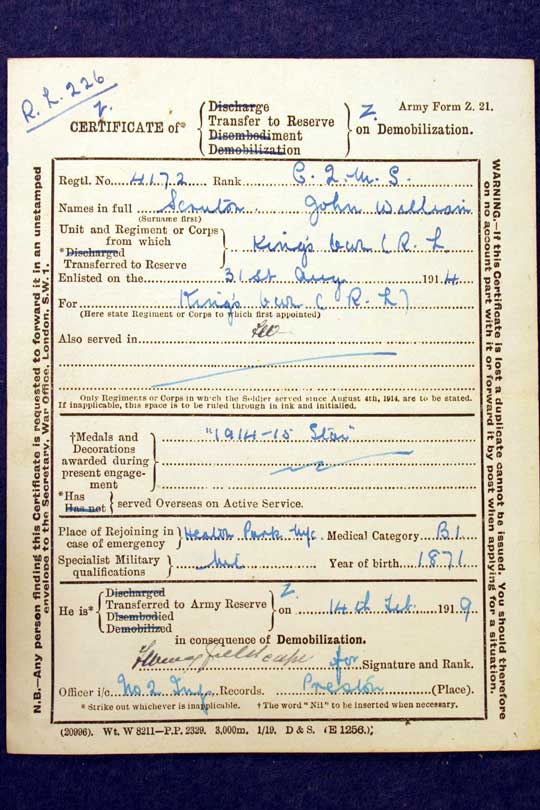 R.L. 226
Z.
CERTIFICATE of* Discharge
Transfer to Reserve
Disembodiment
Demobilization
Z. on Demobilization.
Army Form Z. 21.
Regtl. No. 4172 Rank C.Q.M.S.
Names in full Scruton, John William
(Surname first)
Unit and Regiment or Corps
from which
*Discharged
Transferred to Reserve
King's Own (R.L
Enlisted on the 31st Aug 1914
For King's Own (R.L)
(Here state Regiment or Corps to which first appointed)
Also served in
Only Regiments or Corps in which the Soldier served since August 4th, 1914, are to be stated.
If inapplicable, this space is to be ruled through in ink and initialled.
†Medals and
Decorations
awarded during
present engage-
ment
"1914-15 Star"
*Has
Has not
served Overseas on Active Service.
Place of Rejoining in
case of emergency
Heaton Park M/c. Medical Category B1
Specialist Military
qualifications
Nil Year of birth 1871
He is* Discharged
Transferred to Army Reserve
Disembodied
Demobilized
Z. on 14th Feb. 1919
in consequence of Demobilization.
for Signature and Rank.
Officer i/c No. 2 Inf. Records. Preston (Place).
* Strike out whichever is inapplicable. † The word "Nil" to be inserted when necessary.
(20996). Wt. W 8211—P.P. 2329. 3,000m. 1/19. D & S. (E 1256.)
N.B.—Any person finding this Certificate is requested to forward it in an unstamped
envelope to the Secretary, War Office, London, S.W. 1.
WARNING.—If this Certificate is lost a duplicate cannot be issued. You should therefore
on no account part with it or forward it by post when applying for a situation.